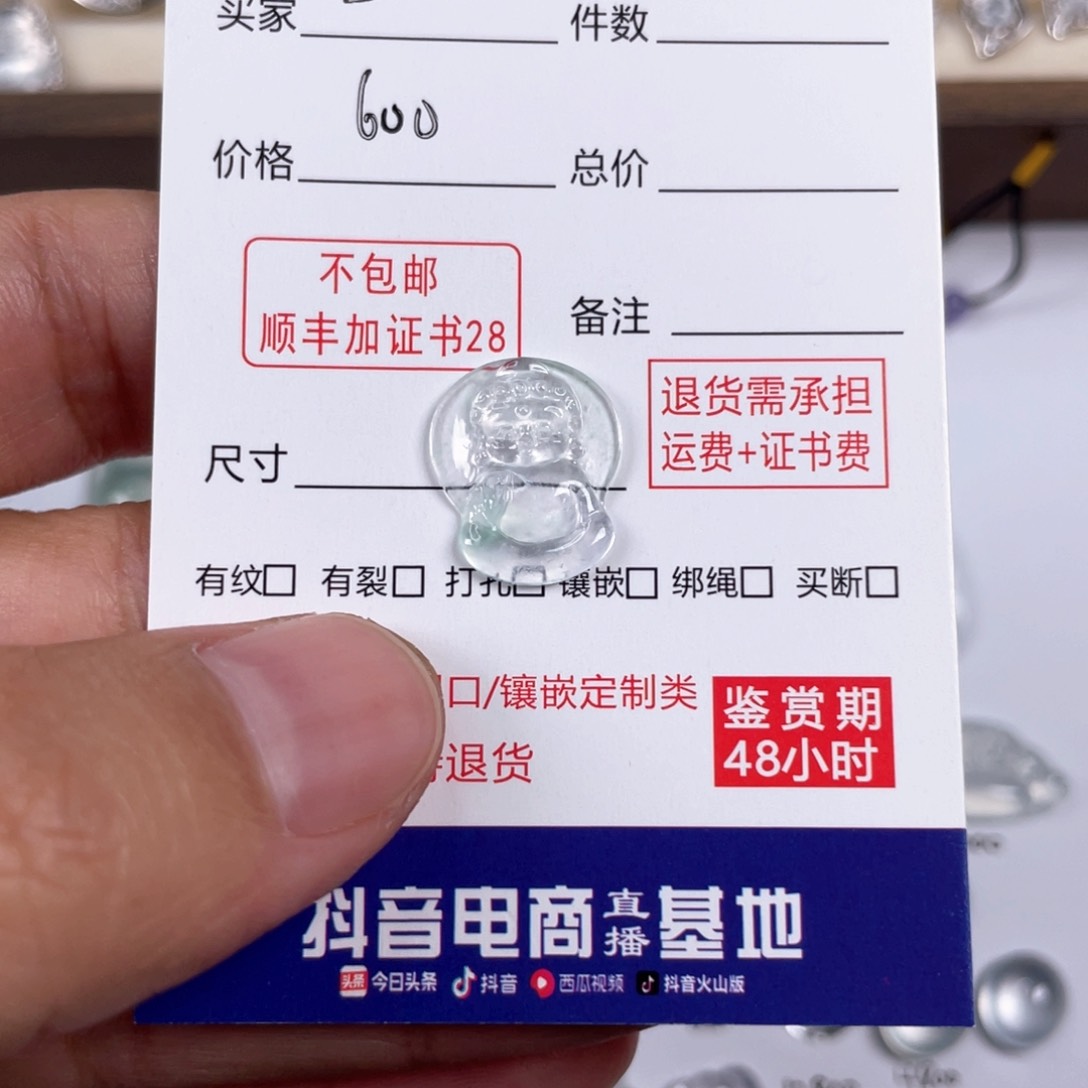 买家 件数
600
价格 总价
不包邮
顺丰加证书28
备注
退货需承担
运费+证书费
尺寸
有纹□ 有裂□ 打孔□ 镶嵌□ 绑绳□ 买断□
口/镶嵌定制类
退货
鉴赏期
48小时
抖音电商直播基地
头条 今日头条 抖音 西瓜视频 抖音火山版